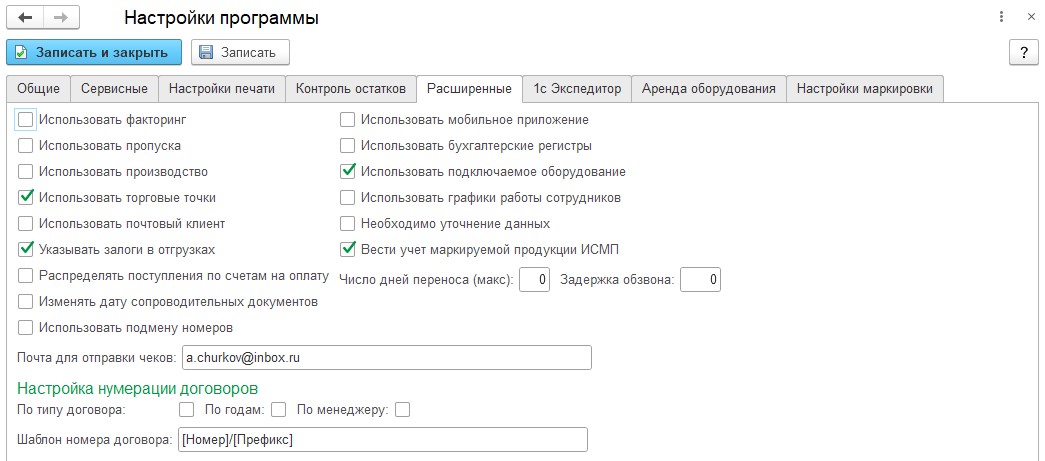 Настройки программы
Записать и закрыть Записать ?
Общие Сервисные Настройки печати Контроль остатков Расширенные 1с Экспедитор Аренда оборудования Настройки маркировки
Использовать факторинг Использовать мобильное приложение
Использовать пропуска Использовать бухгалтерские регистры
Использовать производство Использовать подключаемое оборудование
Использовать торговые точки Использовать графики работы сотрудников
Использовать почтовый клиент Необходимо уточнение данных
Указывать залоги в отгрузках Вести учет маркируемой продукции ИСМП
Распределять поступления по счетам на оплату Число дней переноса (макс): 0 Задержка обзвона: 0
Изменять дату сопроводительных документов
Использовать подмену номеров
Почта для отправки чеков: a.churkov@inbox.ru
Настройка нумерации договоров
По типу договора: По годам: По менеджеру:
Шаблон номера договора: [Номер]/[Префикс]